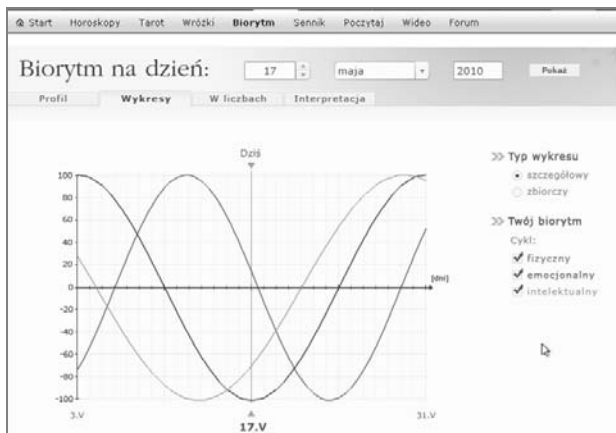 Start Horoskopy Tarot Wróżki Biorytm Sennik Poczytaj Wideo Forum
Biorytm na dzień: 17 maja 2010 Pokaż
Profil Wykresy W liczbach Interpretacja
Dziś
100
80
60
40
20
0
-20
-40
-60
-80
-100
[dni]
3.V
17.V
31.V
Typ wykresu
szczegółowy
zbiorczy
Twój biorytm
Cykl:
fizyczny
emocjonalny
intelektualny